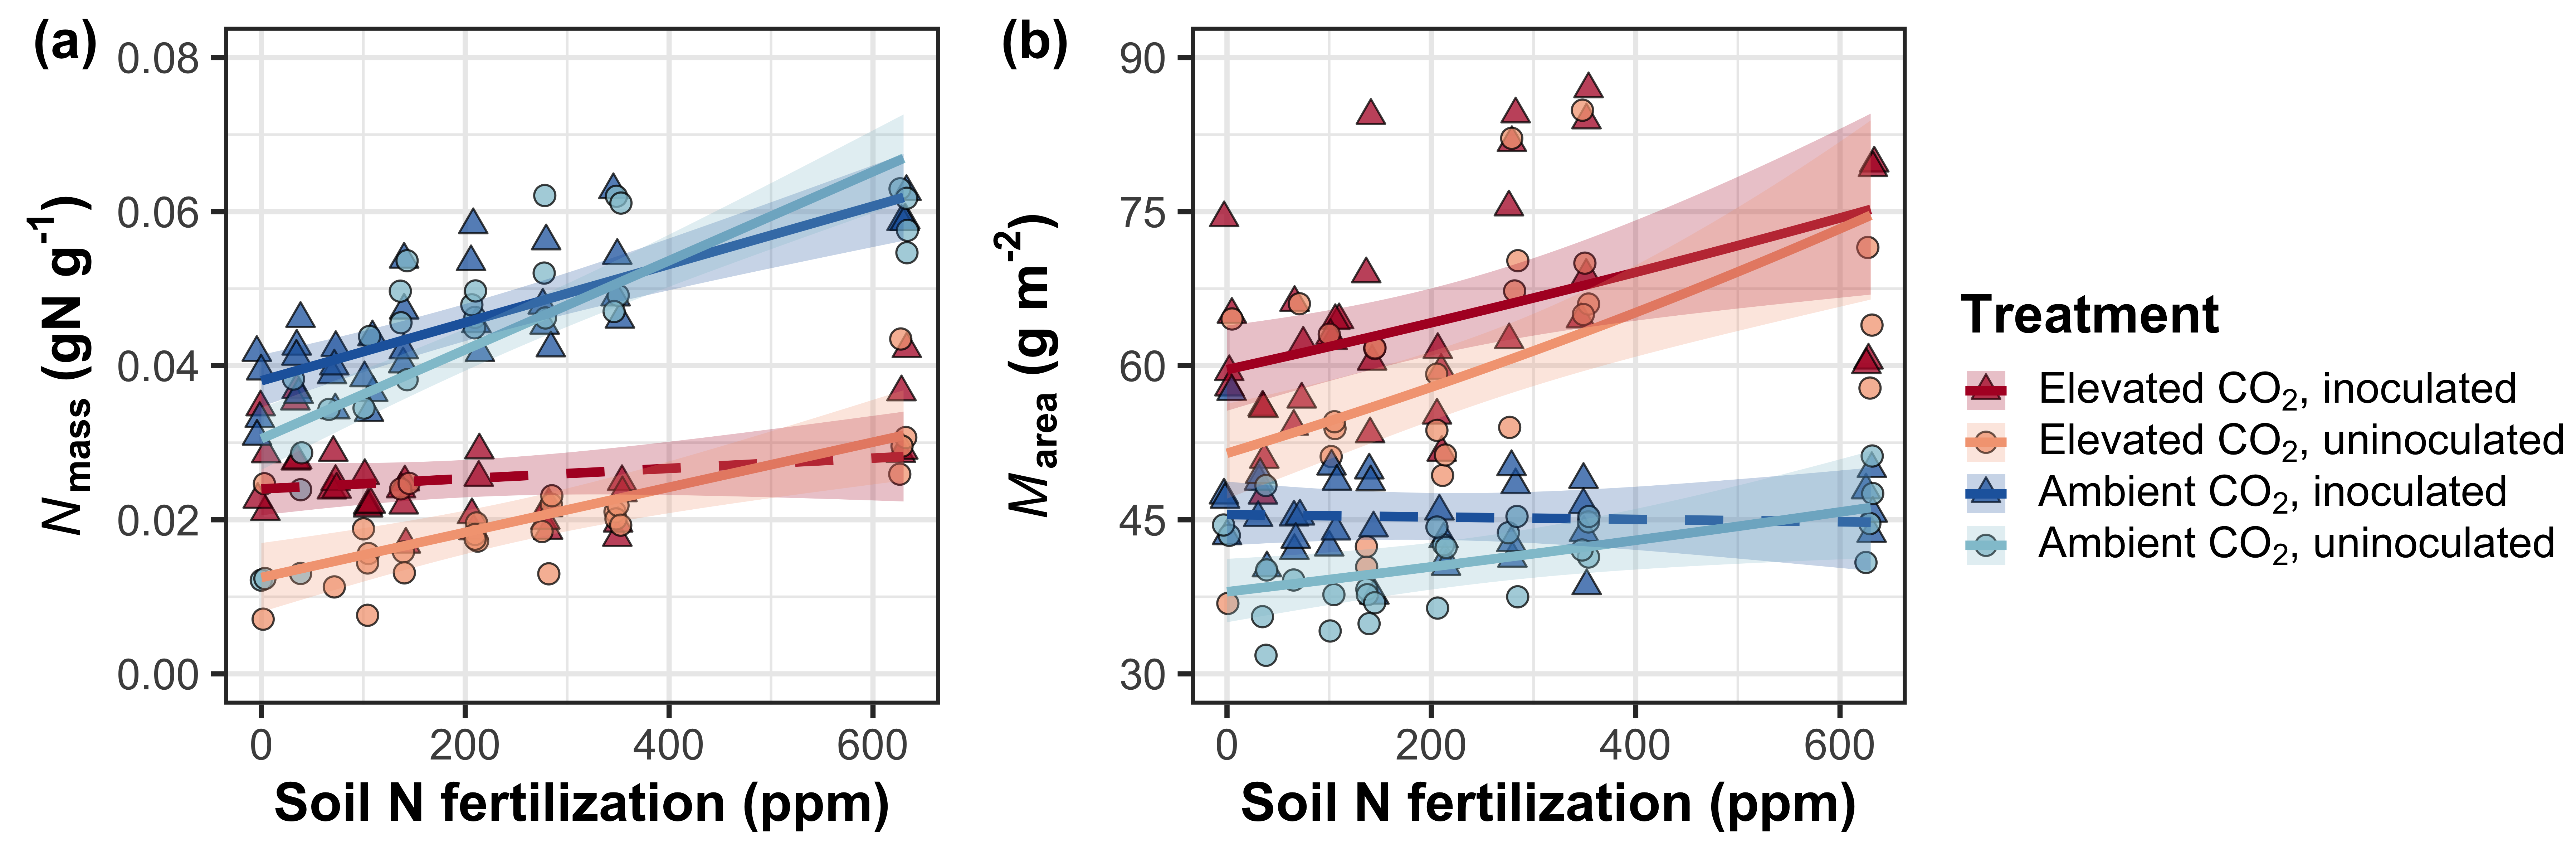 (a)
0.08
0.06
0.04
0.02
0.00
Nmass (gN g-1)
0 200 400 600
Soil N fertilization (ppm)
(b)
90
75
60
45
30
Marea (g m-2)
0 200 400 600
Soil N fertilization (ppm)
Treatment
Elevated CO2, inoculated
Elevated CO2, uninoculated
Ambient CO2, inoculated
Ambient CO2, uninoculated